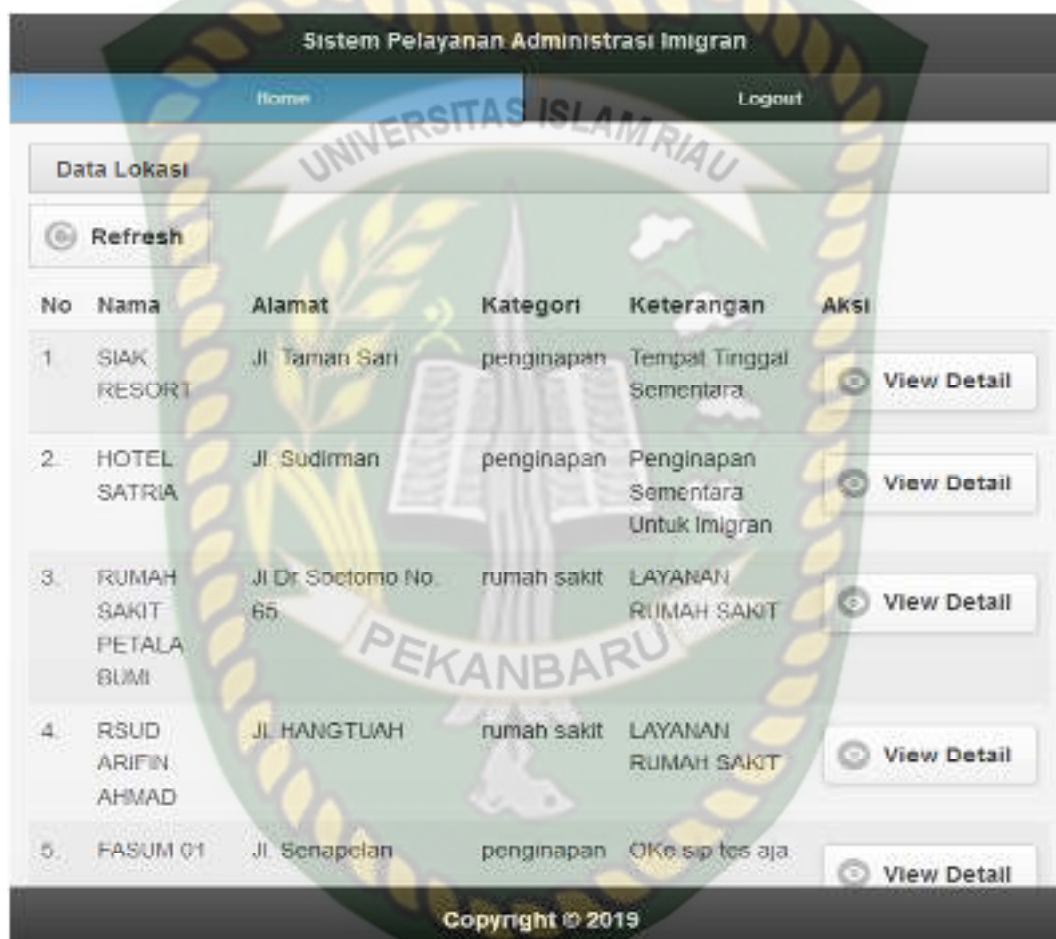 Sistem Pelayanan Administrasi Imigran
Home Logout
UNIVERSITAS ISLAM RIAU
Data Lokasi
Refresh
No Nama Alamat Kategori Keterangan Aksi
1. SIAK Jl. Taman Sari penginapan Tempat Tinggal View Detail
RESORT Sementara
2. HOTEL Jl. Sudirman penginapan Penginapan View Detail
SATRIA Sementara
Untuk Imigran
3. RUMAH Jl Dr Soetomo No. rumah sakit LAYANAN View Detail
SAKIT 65 RUMAH SAKIT
PETALA
BUMI
PEKANBARU
4. RSUD JL HANGTUAH rumah sakit LAYANAN View Detail
ARIFIN RUMAH SAKIT
AHMAD
5. FASUM 01 Jl. Senapelan penginapan OKe sip tes aja View Detail
Copyright © 2019